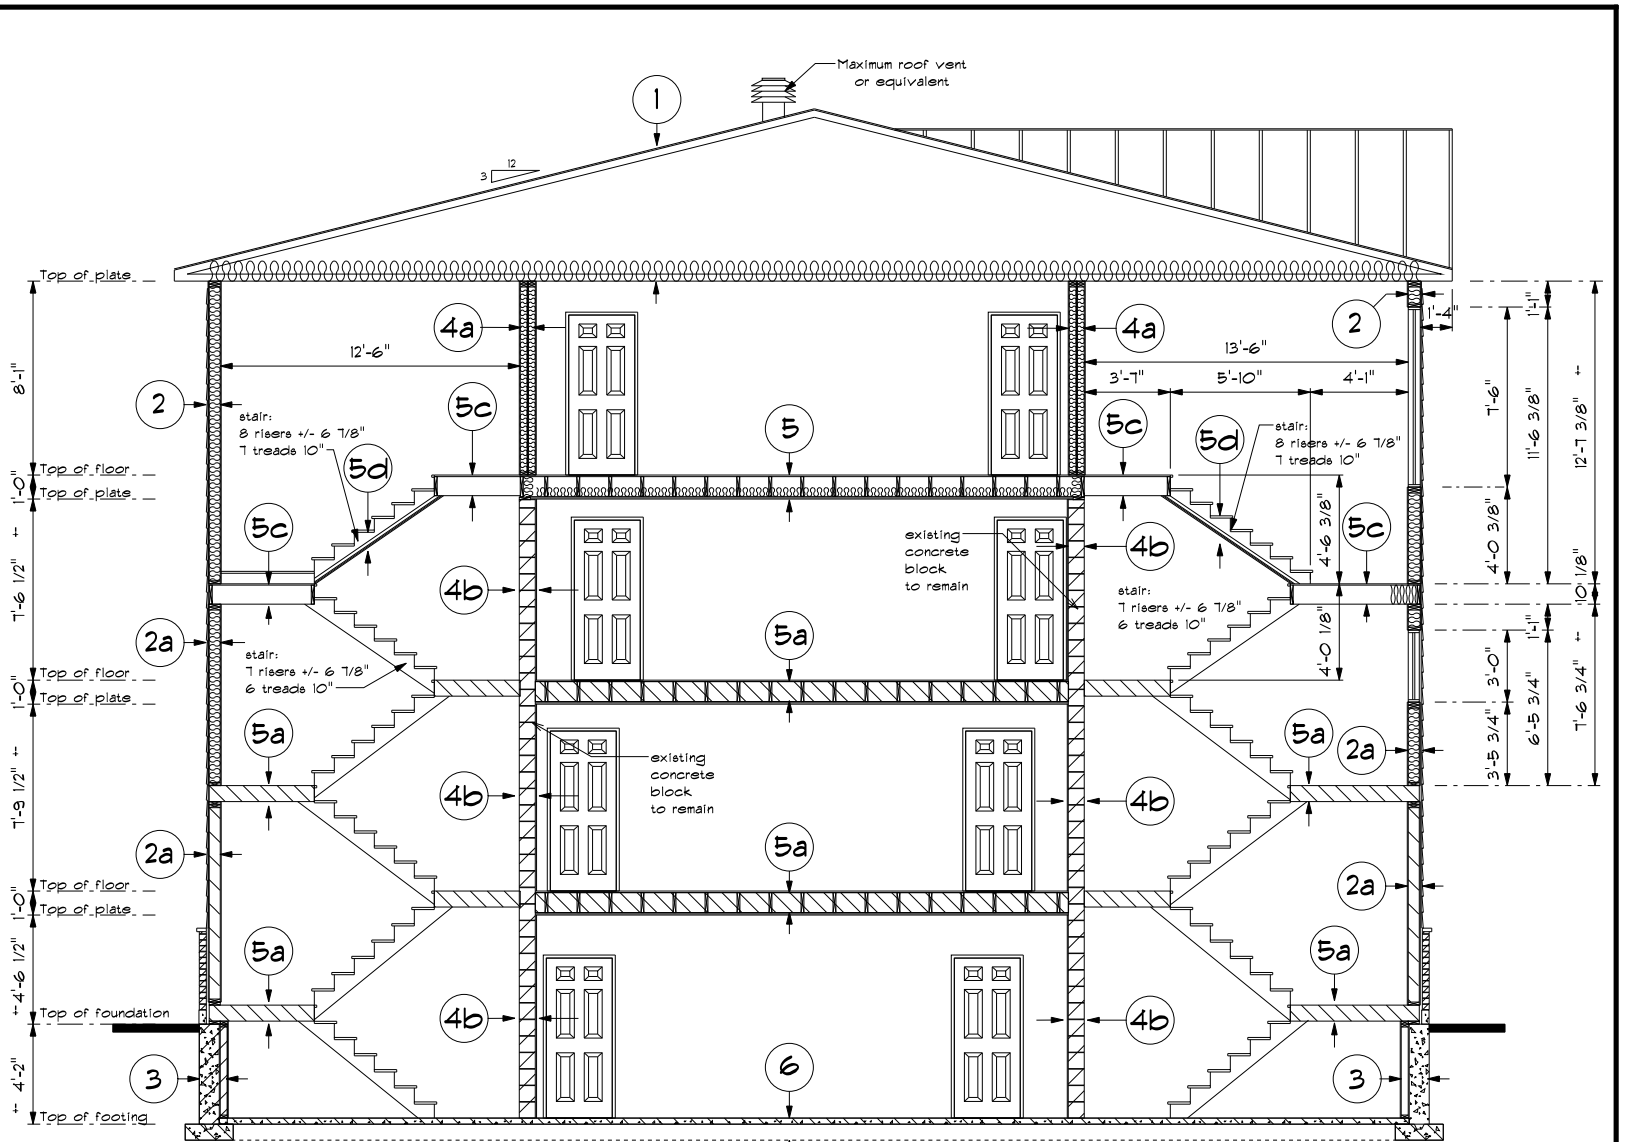 Maximum roof vent
or equivalent
1
12
3
Top of plate
2
1'-1"
1'-4"
4a
4a
12'-6"
13'-6"
3'-7"
5'-10"
4'-1"
8'-1"
7'-6"
11'-6 3/8"
12'-7 3/8" +-
2
5c
5
5c
5d
stair:
8 risers +/- 6 7/8"
7 treads 10"
5d
stair:
8 risers +/- 6 7/8"
7 treads 10"
Top of floor
1'-0"
Top of plate
5c
existing
concrete
block
to remain
4b
4'-6 3/8"
5c
4'-0 3/8"
10 1/8"
7'-6 1/2" +-
4b
stair:
7 risers +/- 6 7/8"
6 treads 10"
4'-0 1/8"
1'-1"
2a
5a
stair:
7 risers +/- 6 7/8"
6 treads 10"
3'-0"
6'-5 3/4"
7'-6 3/4" +-
Top of floor
1'-0"
Top of plate
5a
existing
concrete
block
to remain
5a
2a
3'-5 3/4"
7'-9 1/2" +-
4b
4b
2a
5a
2a
Top of floor
1'-0"
Top of plate
5a
5a
+- 4'-6 1/2"
Top of foundation
4b
4b
+- 4'-2"
3
6
3
Top of footing